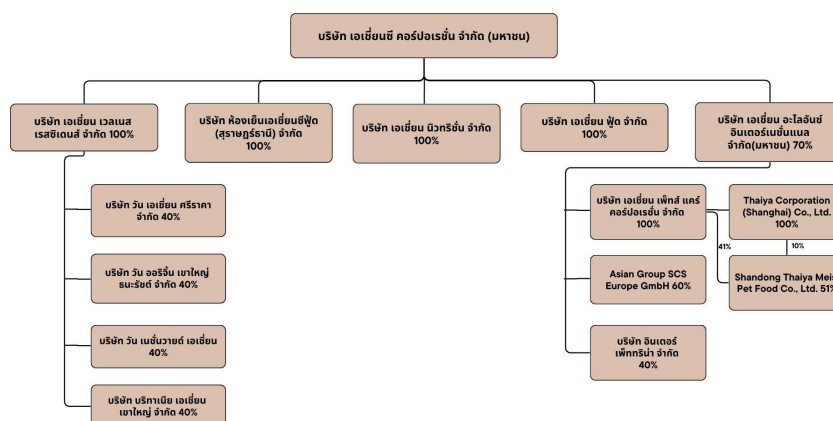 บริษัท เอเชี่ยนซี คอร์ปอเรชั่น จำกัด (มหาชน)
บริษัท เอเชี่ยน เวลเนส
เรสซิเดนส์ จำกัด 100%
บริษัท ห้องเย็นเอเชี่ยนซีฟู้ด
(สุราษฎร์ธานี) จำกัด
100%
บริษัท เอเชี่ยน นิวทริชั่น จำกัด
100%
บริษัท เอเชี่ยน ฟู้ด จำกัด
100%
บริษัท เอเชี่ยน อะไลอันซ์
อินเตอร์เนชั่นแนล
จำกัด(มหาชน) 70%
บริษัท วัน เอเชี่ยน ศรีราคา
จำกัด 40%
บริษัท วัน ออริจิ้น เขาใหญ่
ธนะรัชต์ จำกัด 40%
บริษัท วัน เนชั่นวายด์ เอเชี่ยน
40%
บริษัท บริทาเนีย เอเชี่ยน
เขาใหญ่ จำกัด 40%
บริษัท เอเชี่ยน เพ็ทส์ แคร์
คอร์ปอเรชั่น จำกัด
100%
Thaiya Corporation
(Shanghai) Co., Ltd.
100%
41%
10%
Asian Group SCS
Europe GmbH 60%
Shandong Thaiya Meis
Pet Food Co., Ltd. 51%
บริษัท อินเตอร์
เพ็ททริน่า จำกัด
40%